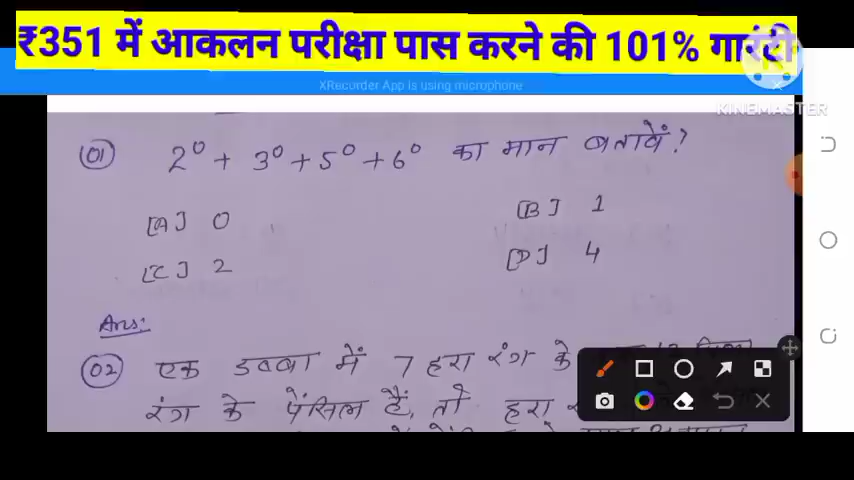 ₹351 में आकलन परीक्षा पास करने की 101% गारंटी
XRecorder App is using microphone
KINEMASTER
01 2⁰ + 3⁰ + 5⁰ + 6⁰ का मान बतावें?
[A] 0 [B] 1
[C] 2 [D] 4
Ans:
02 एक डब्बा में 7 हरा रंग के
रंग के पेंसिल हैं, तो हरा